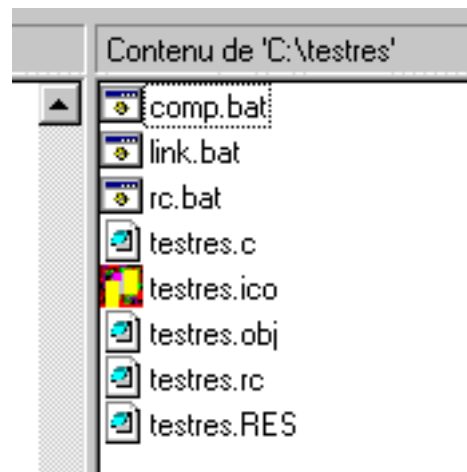 Contenu de 'C:\testres'
comp.bat
link.bat
rc.bat
testres.c
testres.ico
testres.obj
testres.rc
testres.RES